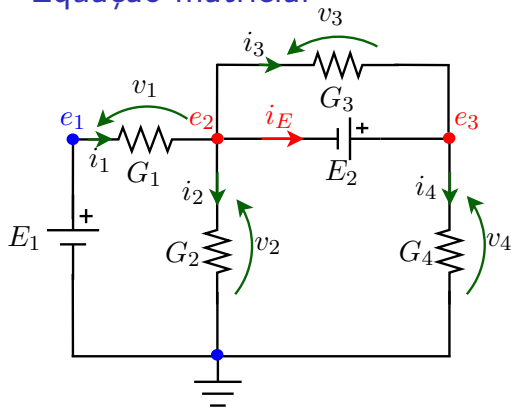 Equação matricial
v₃
i₃
v₁
G₃
e₁ e₂ i_E + e₃
i₁ G₁ E₂
i₂ i₄
+
E₁ G₂ v₂ G₄ v₄